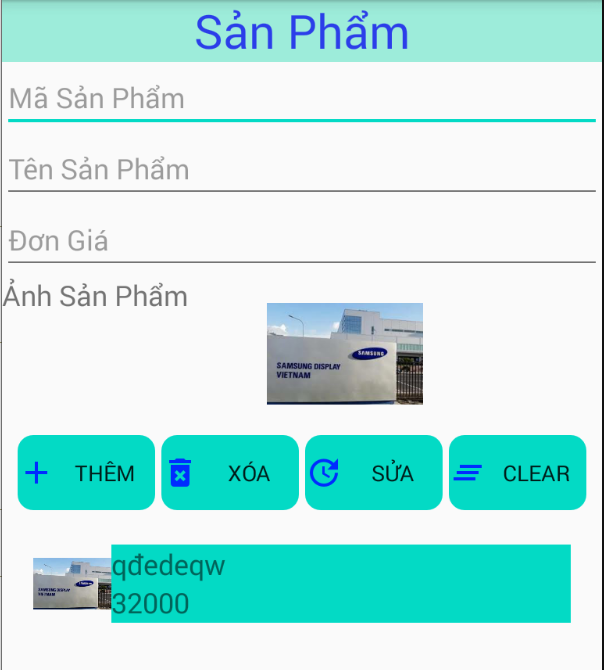 Sản Phẩm
Mã Sản Phẩm
Tên Sản Phẩm
Đơn Giá
Ảnh Sản Phẩm
SAMSUNG
SAMSUNG DISPLAY
VIETNAM
THÊM
XÓA
SỬA
CLEAR
qđedeqw
32000